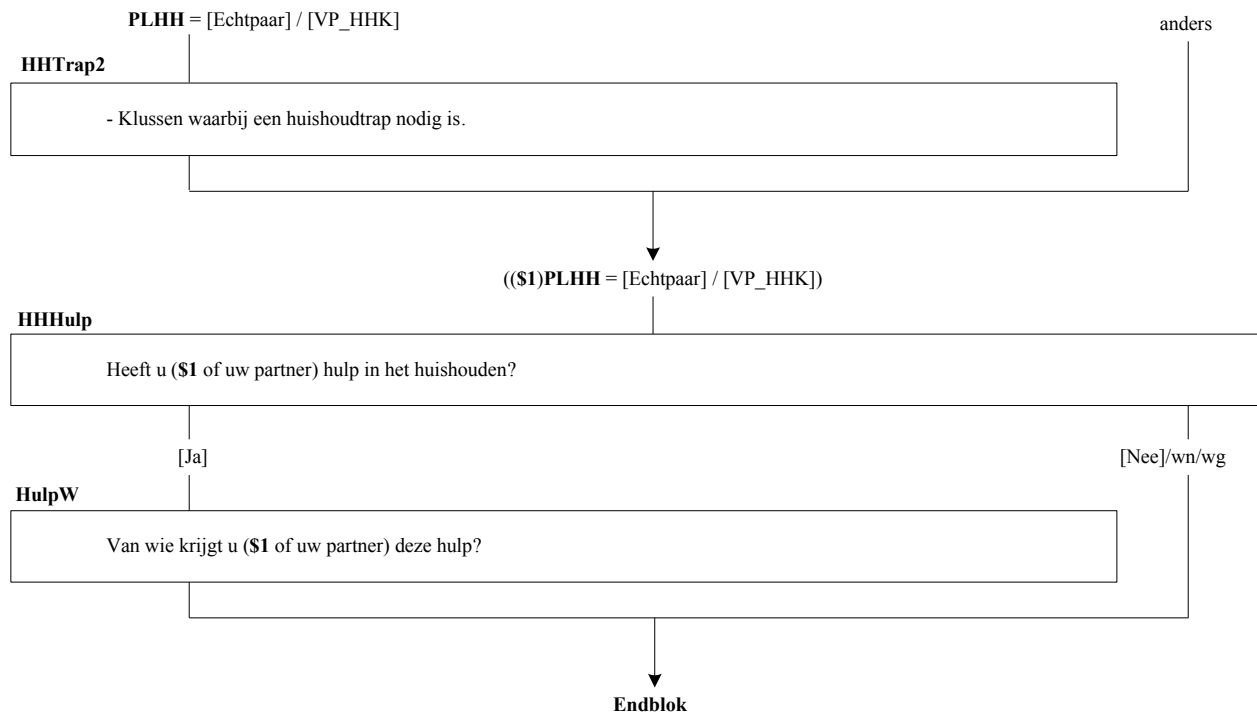 PLHH = [Echtpaar] / [VP_HHK]
anders
HHTrap2
- Klussen waarbij een huishoudtrap nodig is.
(($1)PLHH = [Echtpaar] / [VP_HHK])
HHHulp
Heeft u ($1 of uw partner) hulp in het huishouden?
[Ja]
[Nee]/wn/wg
HulpW
Van wie krijgt u ($1 of uw partner) deze hulp?
Endblok